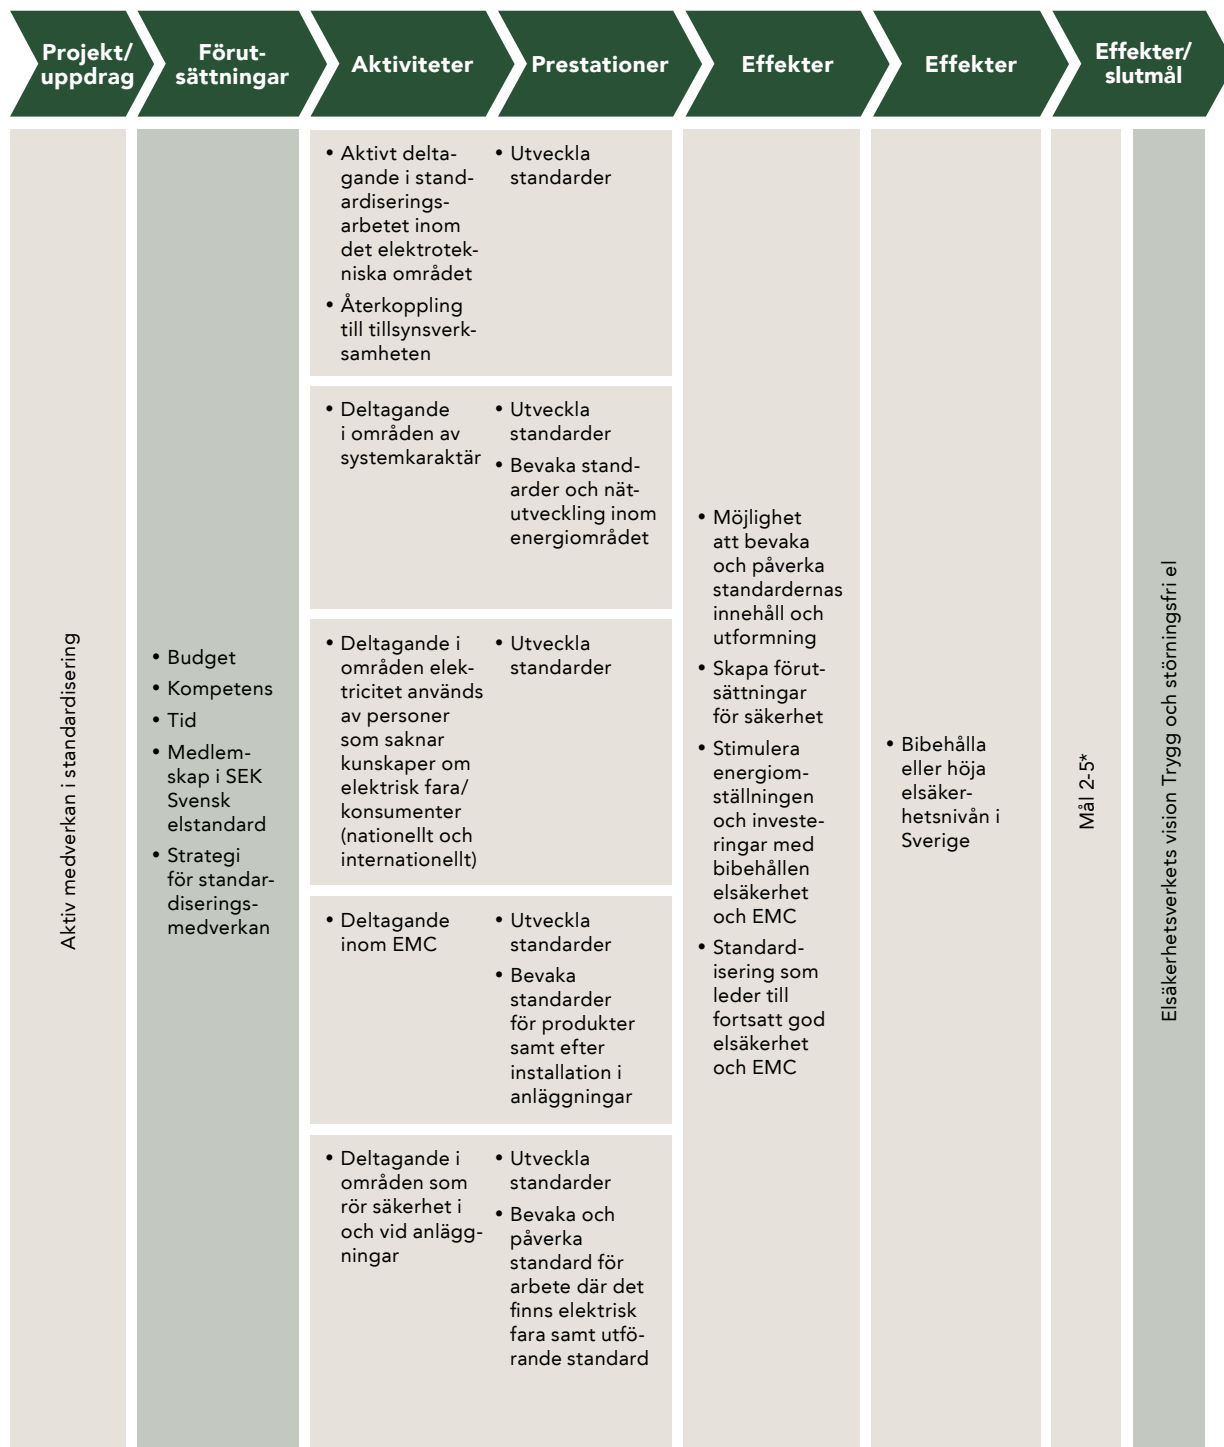 Projekt/
uppdrag
Förut-
sättningar
Aktiviteter
Prestationer
Effekter
Effekter
Effekter/
slutmål
Aktiv medverkan i standardisering
• Budget
• Kompetens
• Tid
• Medlem-
skap i SEK
Svensk
elstandard
• Strategi
för standar-
diserings-
medverkan
• Aktivt delta-
gande i stand-
ardiserings-
arbetet inom
det elektrotek-
niska området
• Återkoppling
till tillsynsverk-
samheten
• Utveckla
standarder
• Deltagande
i områden av
systemkaraktär
• Utveckla
standarder
• Bevaka stand-
arder och nät-
utveckling inom
energiområdet
• Deltagande i
områden elek-
tricitet används
av personer
som saknar
kunskaper om
elektrisk fara/
konsumenter
(nationellt och
internationellt)
• Utveckla
standarder
• Deltagande
inom EMC
• Utveckla
standarder
• Bevaka
standarder
för produkter
samt efter
installation i
anläggningar
• Deltagande i
områden som
rör säkerhet i
och vid anlägg-
ningar
• Utveckla
standarder
• Bevaka och
påverka
standard för
arbete där det
finns elektrisk
fara samt utfö-
rande standard
• Möjlighet
att bevaka
och påverka
standardernas
innehåll och
utformning
• Skapa förut-
sättningar
för säkerhet
• Stimulera
energiom-
ställningen
och investe-
ringar med
bibehållen
elsäkerhet
och EMC
• Standard-
isering som
leder till
fortsatt god
elsäkerhet
och EMC
• Bibehålla
eller höja
elsäker-
hetsnivån i
Sverige
Mål 2-5*
Elsäkerhetsverkets vision Trygg och störningsfri el